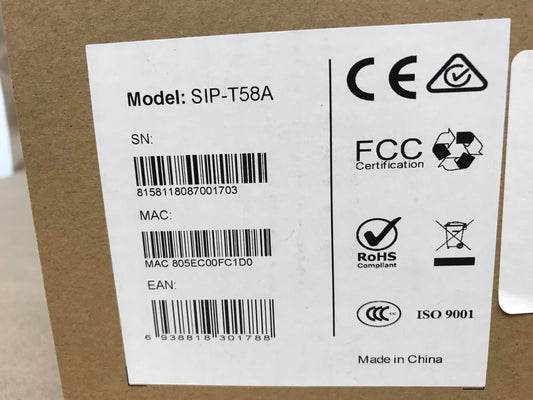 Model: SIP-T58A
SN:
8158118087001703
MAC:
MAC 805EC00FC1D0
EAN:
6 938818 301788
CE
FCC
Certification
RoHS
Compliant
CCC
ISO 9001
Made in China